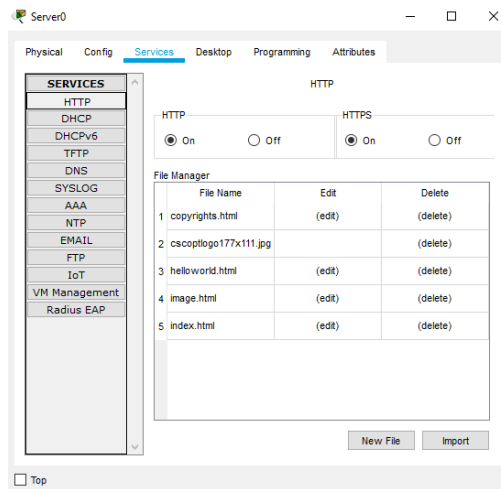 Server0
Physical Config Services Desktop Programming Attributes
SERVICES
HTTP
DHCP
DHCPv6
TFTP
DNS
SYSLOG
AAA
NTP
EMAIL
FTP
IoT
VM Management
Radius EAP
HTTP
HTTP HTTPS
On Off On Off
File Manager
File Name Edit Delete
1 copyrights.html (edit) (delete)
2 cscoptlogo177x111.jpg (delete)
3 helloworld.html (edit) (delete)
4 image.html (edit) (delete)
5 index.html (edit) (delete)
New File Import
Top